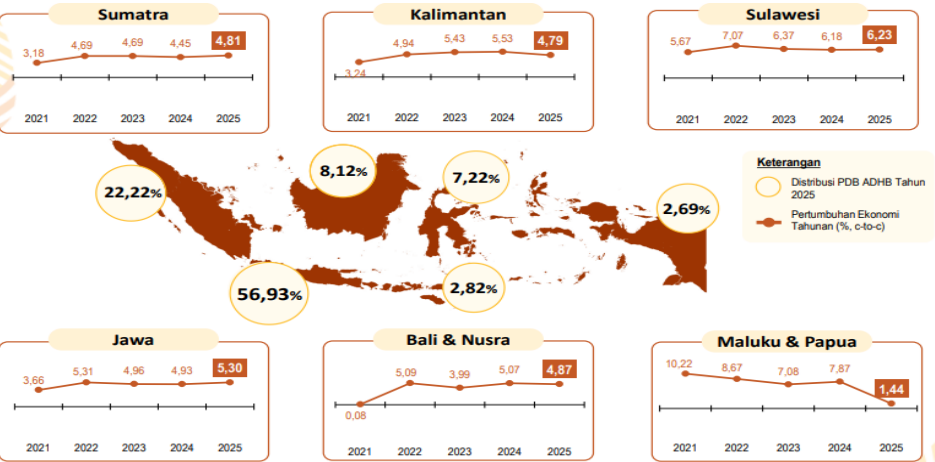 Sumatra
3,18 4,69 4,69 4,45 4,81
2021 2022 2023 2024 2025
Kalimantan
3,24 4,94 5,43 5,53 4,79
2021 2022 2023 2024 2025
Sulawesi
5,67 7,07 6,37 6,18 6,23
2021 2022 2023 2024 2025
22,22%
8,12%
7,22%
2,69%
56,93%
2,82%
Keterangan
Distribusi PDB ADHB Tahun
2025
Pertumbuhan Ekonomi
Tahunan (%, c-to-c)
Jawa
3,66 5,31 4,96 4,93 5,30
2021 2022 2023 2024 2025
Bali & Nusra
0,08 5,09 3,99 5,07 4,87
2021 2022 2023 2024 2025
Maluku & Papua
10,22 8,67 7,08 7,87 1,44
2021 2022 2023 2024 2025